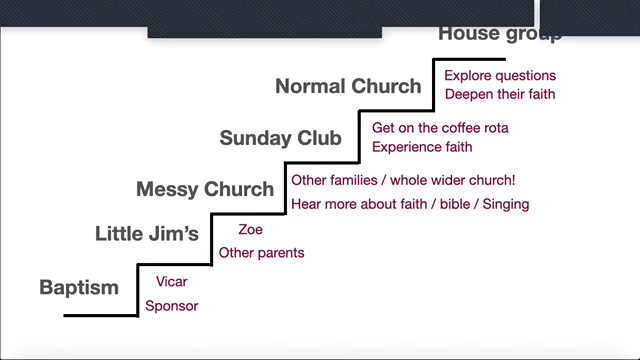 House group
Explore questions
Deepen their faith
Normal Church
Get on the coffee rota
Experience faith
Sunday Club
Other families / whole wider church!
Hear more about faith / bible / Singing
Messy Church
Zoe
Other parents
Little Jim's
Vicar
Sponsor
Baptism